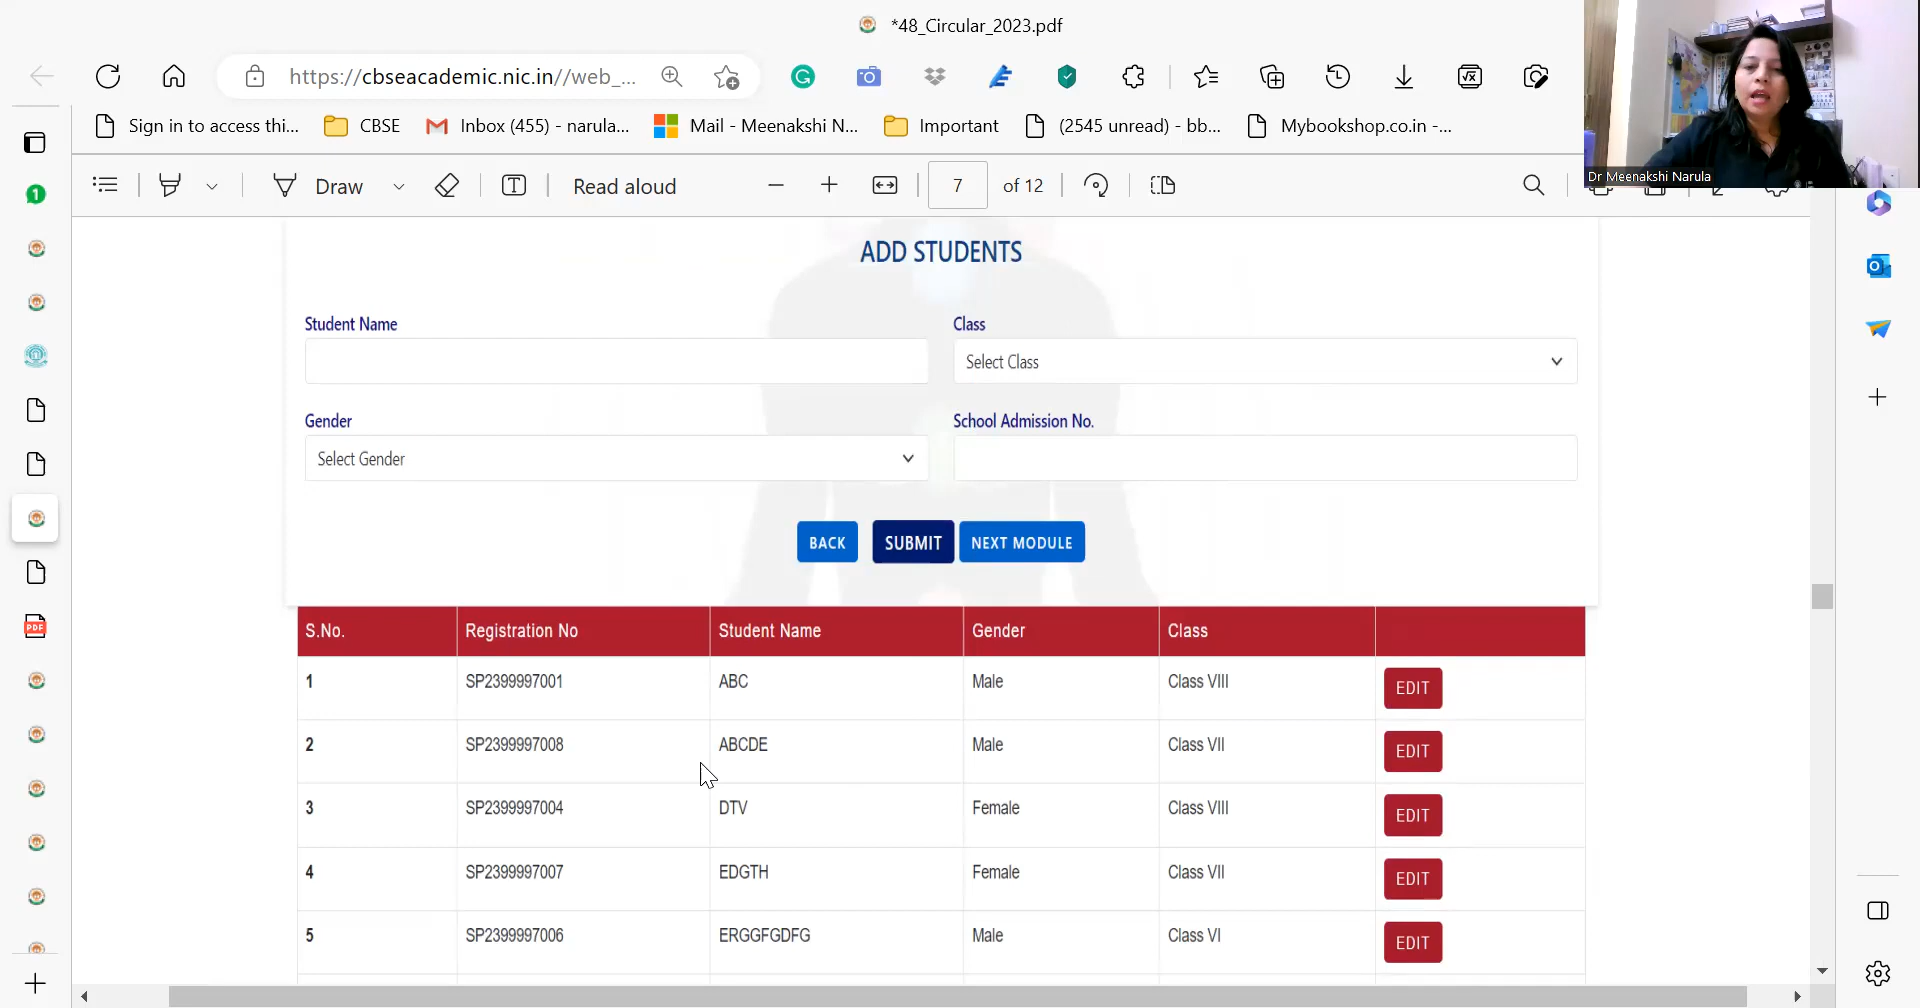 *48_Circular_2023.pdf
https://cbseacademic.nic.in//web_...
Sign in to access thi...
CBSE
Inbox (455) - narula...
Mail - Meenakshi N...
Important
(2545 unread) - bb...
Mybookshop.co.in -...
Dr Meenakshi Narula
1
Draw
Read aloud
7 of 12
ADD STUDENTS
Student Name
Class
Select Class
Gender
School Admission No.
Select Gender
BACK SUBMIT NEXT MODULE
S.No. Registration No Student Name Gender Class
1 SP2399997001 ABC Male Class VIII EDIT
2 SP2399997008 ABCDE Male Class VII EDIT
3 SP2399997004 DTV Female Class VIII EDIT
4 SP2399997007 EDGTH Female Class VII EDIT
5 SP2399997006 ERGGFGDFG Male Class VI EDIT
PDF